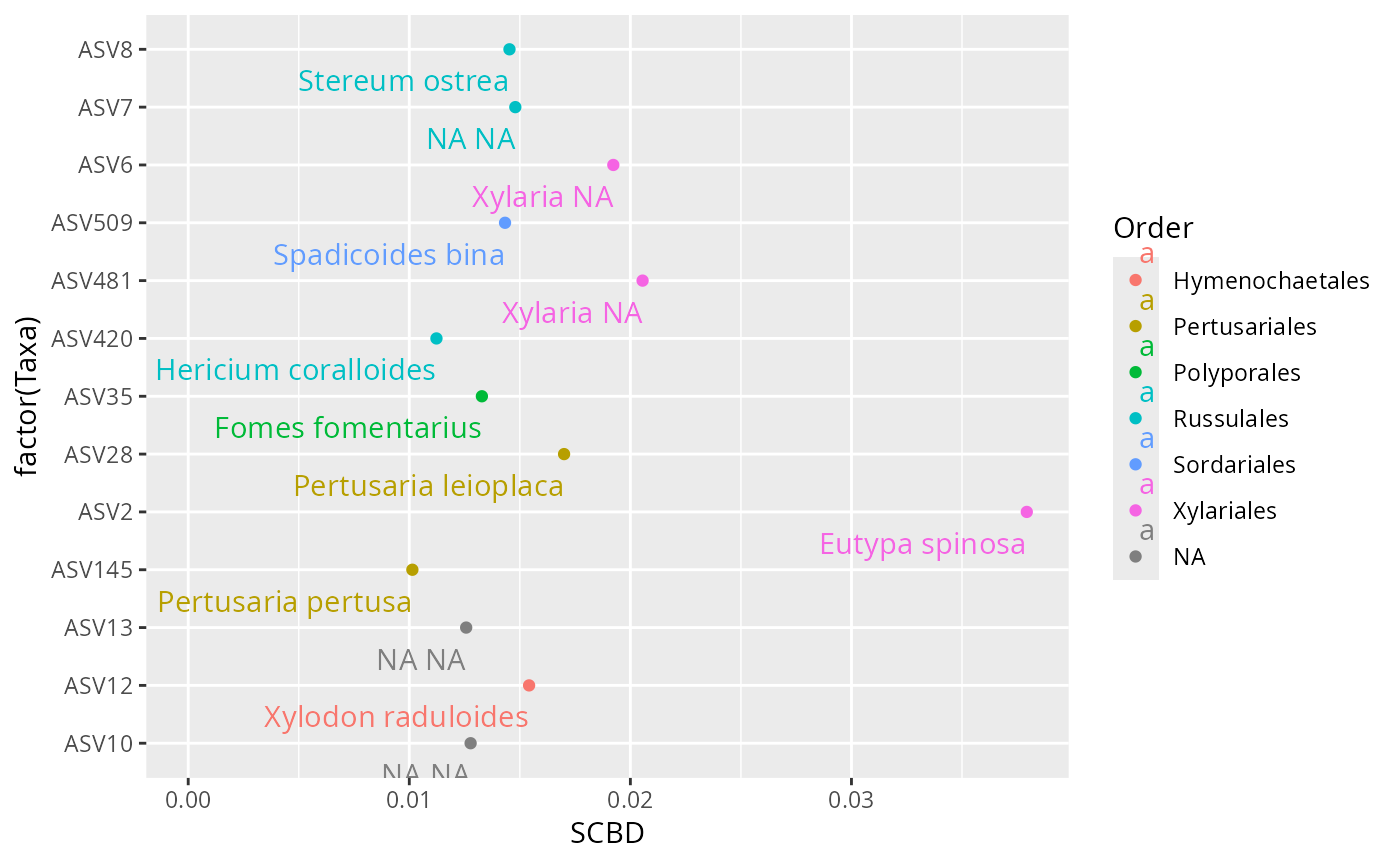 ASV8
Stereum ostrea
ASV7
NA NA
ASV6
Xylaria NA
ASV509
Spadicoides bina
ASV481
Xylaria NA
ASV420
Hericium coralloides
ASV35
Fomes fomentarius
ASV28
Pertusaria leioplaca
ASV2
Eutypa spinosa
ASV145
Pertusaria pertusa
ASV13
NA NA
ASV12
Xylodon raduloides
ASV10
NA NA
factor(Taxa)
0.00 0.01 0.02 0.03
SCBD
Order
a
Hymenochaetales
a
Pertusariales
a
Polyporales
a
Russulales
a
Sordariales
a
Xylariales
a
NA